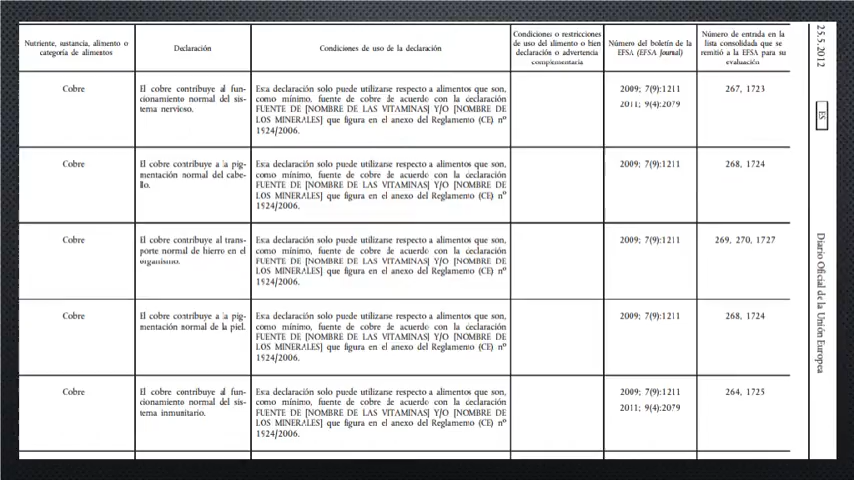 Nutriente, sustancia, alimento o
categoría de alimentos
Declaración
Condiciones de uso de la declaración
Condiciones o restricciones
de uso del alimento o bien
declaración o advertencia
complementaria
Número del boletín de la
EFSA (EFSA Journal)
Número de entrada en la
lista consolidada que se
remitió a la EFSA para su
evaluación
Cobre
El cobre contribuye al fun-
cionamiento normal del sis-
tema nervioso.
Esta declaración solo puede utilizarse respecto a alimentos que son,
como mínimo, fuente de cobre de acuerdo con la declaración
FUENTE DE [NOMBRE DE LAS VITAMINAS] Y/O [NOMBRE DE
LOS MINERALES] que figura en el anexo del Reglamento (CE) nº
1924/2006.
2009; 7(9):1211
2011; 9(4):2079
267, 1723
Cobre
El cobre contribuye a la pig-
mentación normal del cabe-
llo.
Esta declaración solo puede utilizarse respecto a alimentos que son,
como mínimo, fuente de cobre de acuerdo con la declaración
FUENTE DE [NOMBRE DE LAS VITAMINAS] Y/O [NOMBRE DE
LOS MINERALES] que figura en el anexo del Reglamento (CE) nº
1924/2006.
2009; 7(9):1211
268, 1724
Cobre
El cobre contribuye al trans-
porte normal de hierro en el
organismo.
Esta declaración solo puede utilizarse respecto a alimentos que son,
como mínimo, fuente de cobre de acuerdo con la declaración
FUENTE DE [NOMBRE DE LAS VITAMINAS] Y/O [NOMBRE DE
LOS MINERALES] que figura en el anexo del Reglamento (CE) nº
1924/2006.
2009; 7(9):1211
269, 270, 1727
Cobre
El cobre contribuye a la pig-
mentación normal de la piel.
Esta declaración solo puede utilizarse respecto a alimentos que son,
como mínimo, fuente de cobre de acuerdo con la declaración
FUENTE DE [NOMBRE DE LAS VITAMINAS] Y/O [NOMBRE DE
LOS MINERALES] que figura en el anexo del Reglamento (CE) nº
1924/2006.
2009; 7(9):1211
268, 1724
Cobre
El cobre contribuye al fun-
cionamiento normal del sis-
tema inmunitario.
Esta declaración solo puede utilizarse respecto a alimentos que son,
como mínimo, fuente de cobre de acuerdo con la declaración
FUENTE DE [NOMBRE DE LAS VITAMINAS] Y/O [NOMBRE DE
LOS MINERALES] que figura en el anexo del Reglamento (CE) nº
1924/2006.
2009; 7(9):1211
2011; 9(4):2079
264, 1725
25.5.2012
ES
Diario Oficial de la Unión Europea